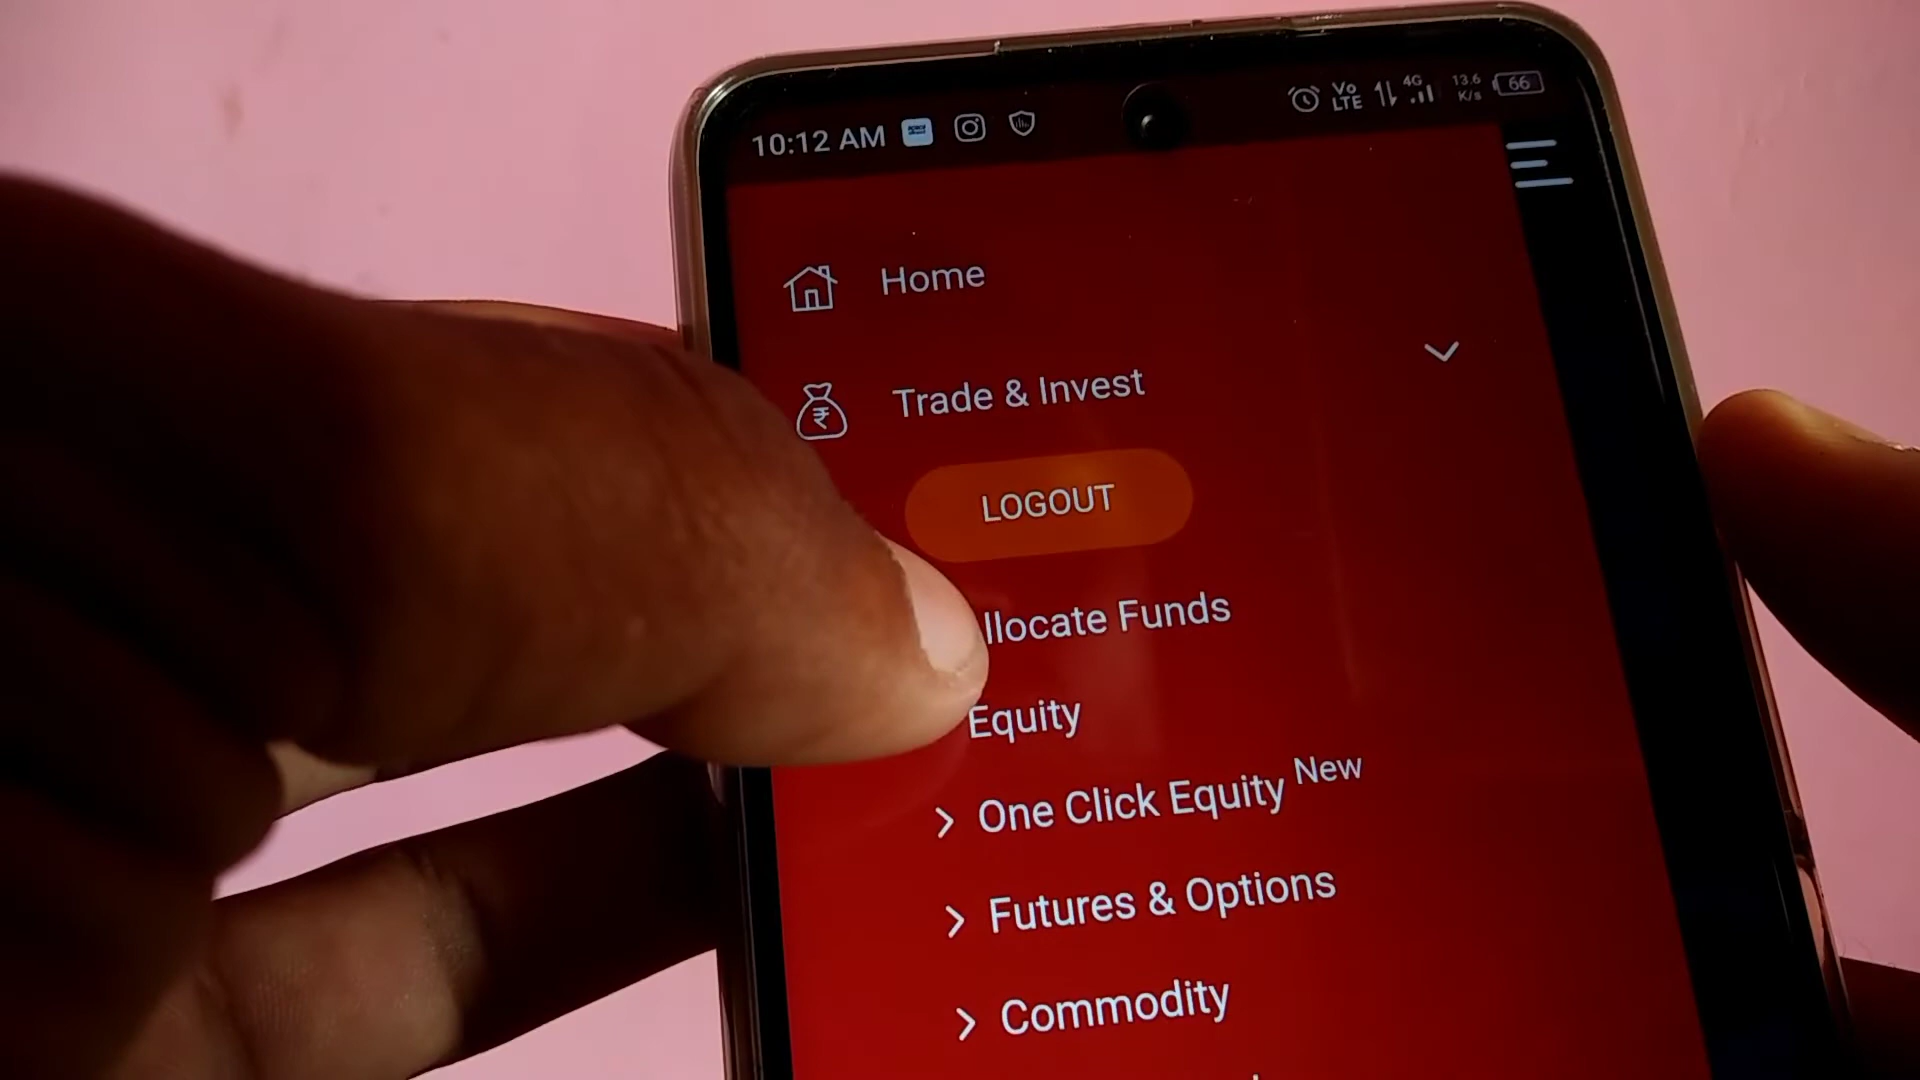 10:12 AM
Vo
LTE
4G
13.6
K/s
66
Home
Trade & Invest
LOGOUT
llocate Funds
Equity
One Click Equity New
Futures & Options
Commodity